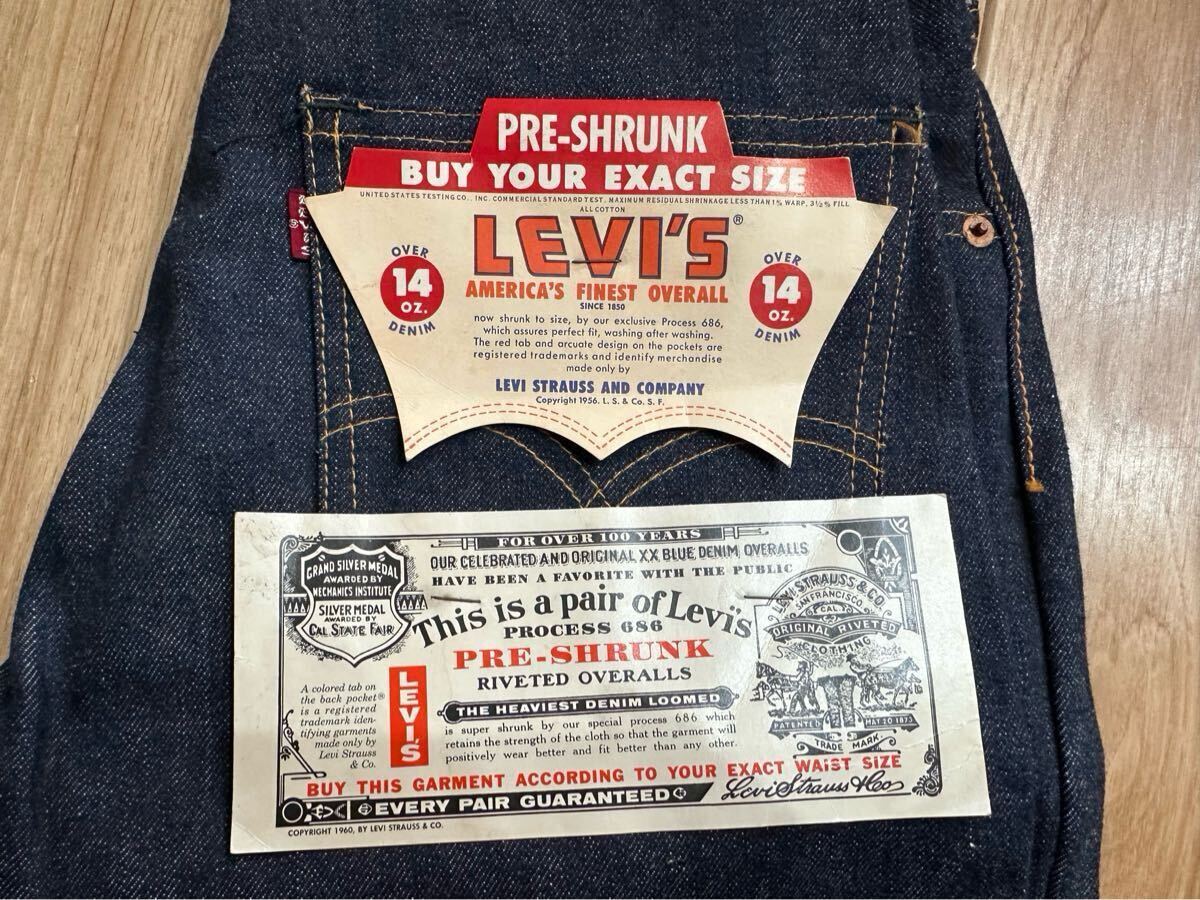 PRE-SHRUNK
BUY YOUR EXACT SIZE
UNITED STATES TESTING CO., INC. COMMERCIAL STANDARD TEST. MAXIMUM RESIDUAL SHRINKAGE LESS THAN 1% WARP, 3½% FILL
ALL COTTON
LEVI'S®
AMERICA'S FINEST OVERALL
SINCE 1850
OVER
14
OZ.
DENIM
OVER
14
OZ.
DENIM
now shrunk to size, by our exclusive Process 686,
which assures perfect fit, washing after washing.
The red tab and arcuate design on the pockets are
registered trademarks and identify merchandise
made only by
LEVI STRAUSS AND COMPANY
Copyright 1956. L. S. & Co. S. F.
LEVI'S
®
FOR OVER 100 YEARS
OUR CELEBRATED AND ORIGINAL XX BLUE DENIM OVERALLS
HAVE BEEN A FAVORITE WITH THE PUBLIC
This is a pair of Levi's
PROCESS 686
PRE-SHRUNK
RIVETED OVERALLS
THE HEAVIEST DENIM LOOMED
is super shrunk by our special process 686 which
retains the strength of the cloth so that the garment will
positively wear better and fit better than any other.
GRAND SILVER MEDAL
AWARDED BY
MECHANICS INSTITUTE
SILVER MEDAL
AWARDED BY
CAL. STATE FAIR
A colored tab on
the back pocket®
is a registered
trademark iden-
tifying garments
made only by
Levi Strauss
& Co.
LEVI'S
LEVI STRAUSS & CO.
SAN FRANCISCO,
CAL.
ORIGINAL RIVETED
CLOTHING
PATENTED MAY 20 1873
TRADE MARK
BUY THIS GARMENT ACCORDING TO YOUR EXACT WAIST SIZE
EVERY PAIR GUARANTEED
Levi Strauss & Co
COPYRIGHT 1960, BY LEVI STRAUSS & CO.